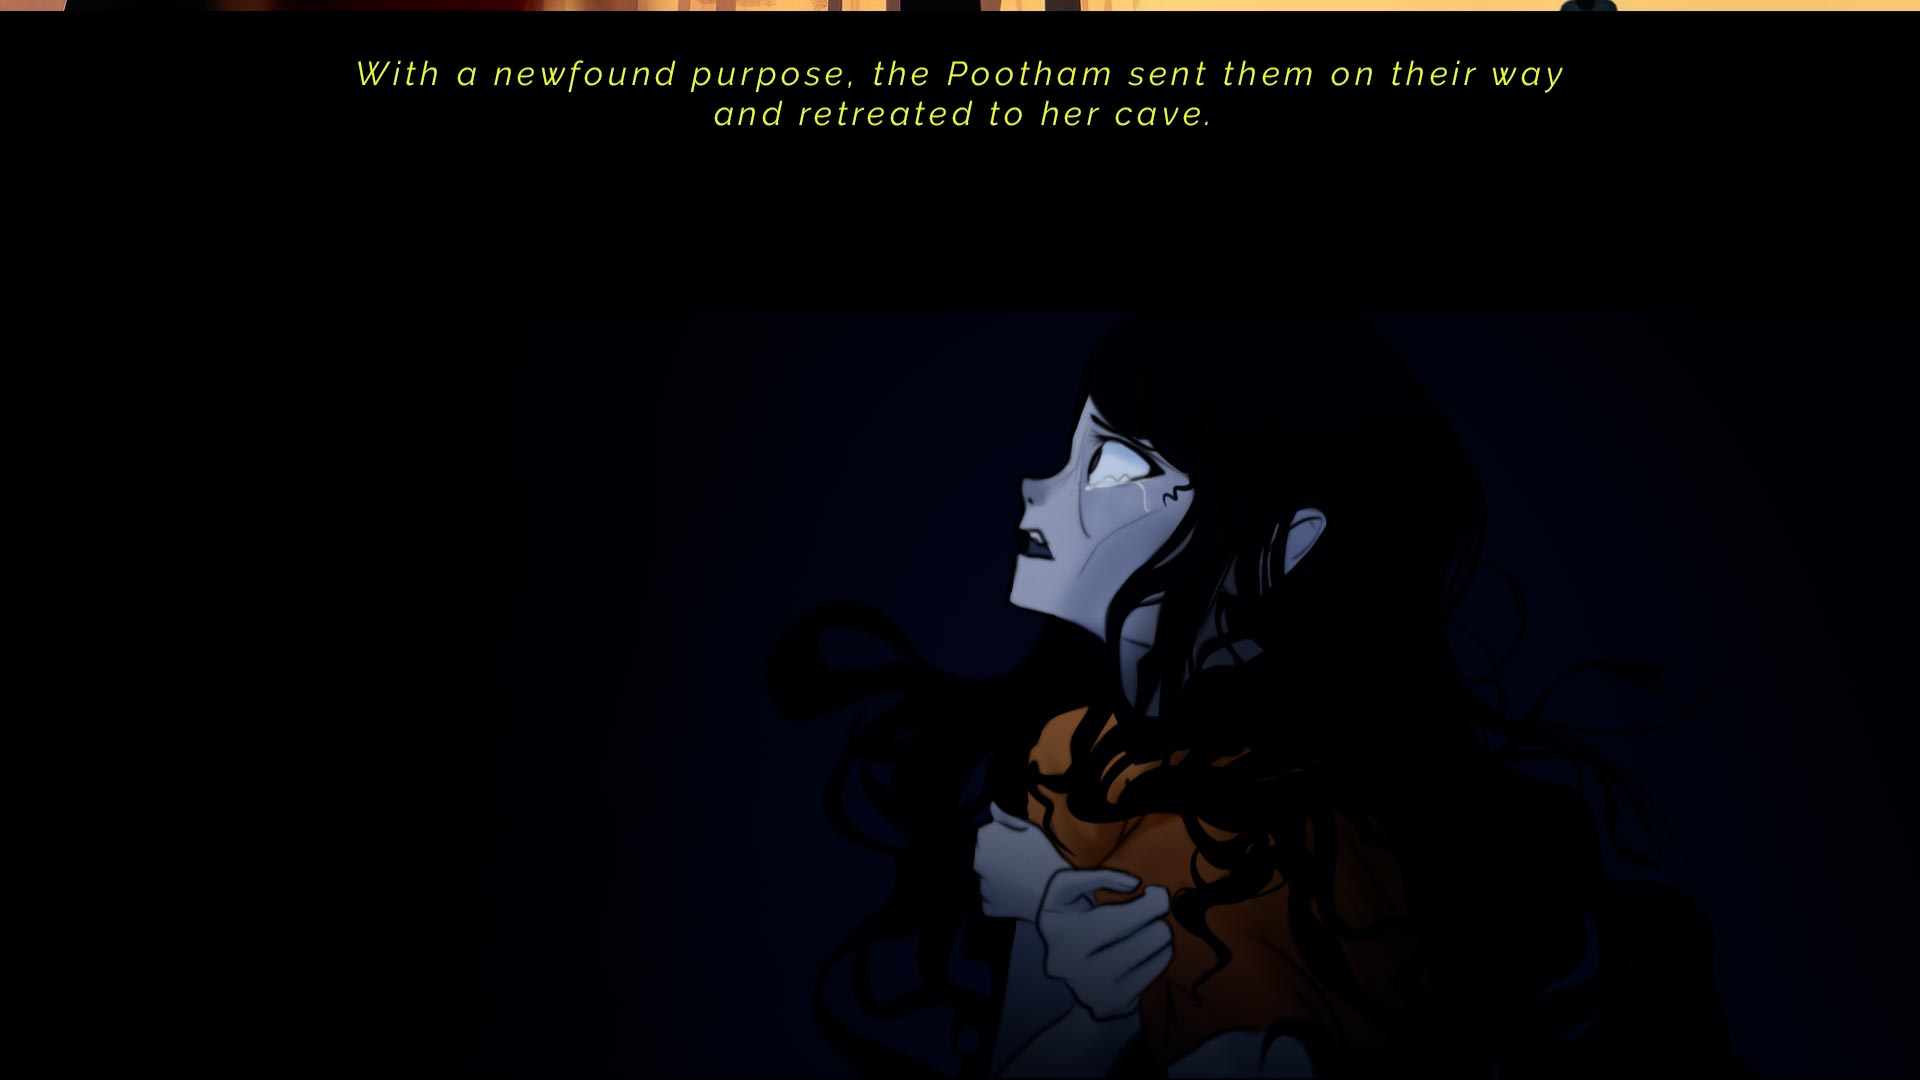 With a newfound purpose, the Pootham sent them on their way
and retreated to her cave.